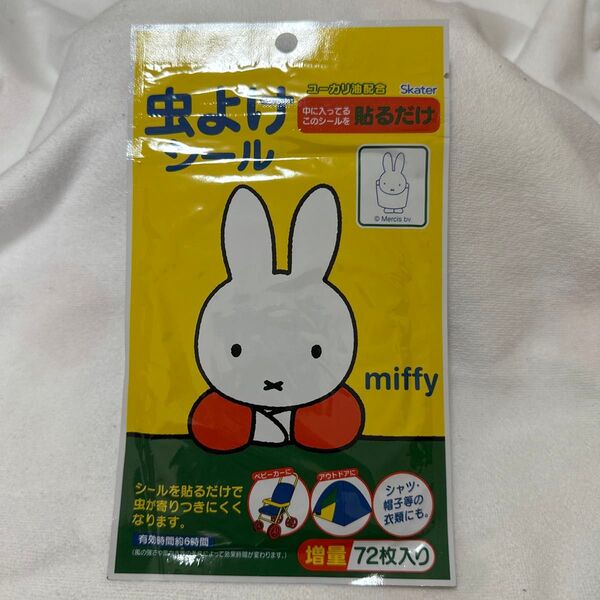 ユーカリ油配合
Skater
虫よけ
シール
中に入ってる
このシールを
貼るだけ
© Mercis bv
miffy
シールを貼るだけで
虫が寄りつきにくく
なります。
有効時間約6時間
ベビーカーに
アウトドアに
シャツ・
帽子等の
衣類にも。
増量 72枚入り